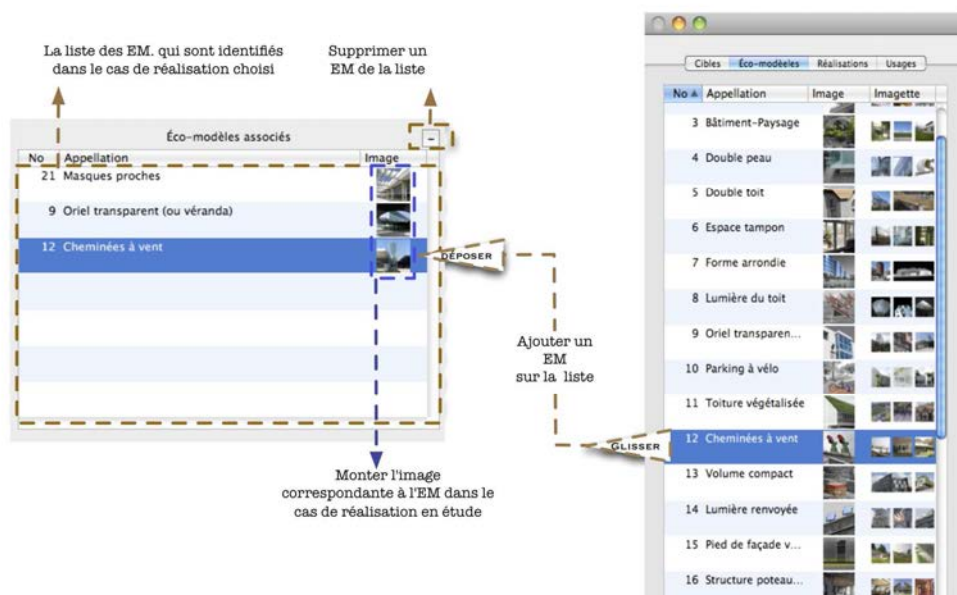 La liste des EM. qui sont identifiés
dans le cas de réalisation choisi
Supprimer un
EM de la liste
Éco-modèles associés
-
No Appellation Image
21 Masques proches
9 Oriel transparent (ou véranda)
12 Cheminées à vent
DÉPOSER
Ajouter un
EM
sur la liste
GLISSER
Monter l'image
correspondante à l'EM dans le
cas de réalisation en étude
Cibles Éco-modèeles Réalisations Usages
No Appellation Image Imagette
3 Bâtiment-Paysage
4 Double peau
5 Double toit
6 Espace tampon
7 Forme arrondie
8 Lumière du toit
9 Oriel transparen...
10 Parking à vélo
11 Toiture végétalisée
12 Cheminées à vent
13 Volume compact
14 Lumière renvoyée
15 Pied de façade v...
16 Structure poteau...